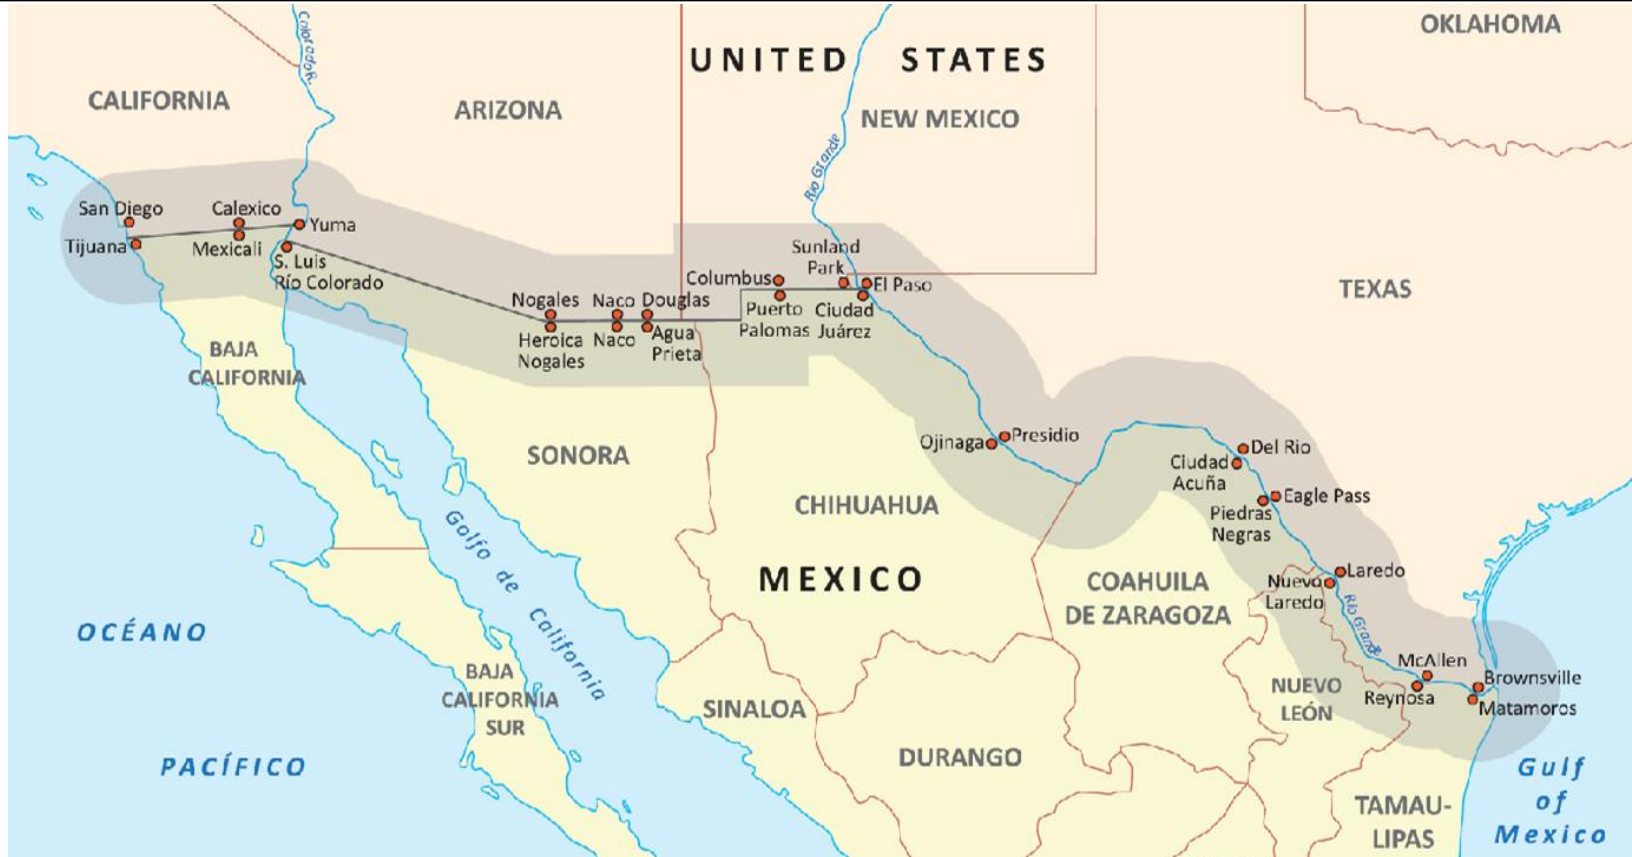 OKLAHOMA
Colorado R.
UNITED STATES
CALIFORNIA
ARIZONA
NEW MEXICO
Rio Grande
San Diego
Calexico
Yuma
Tijuana
Mexicali
S. Luis
Río Colorado
Sunland
Park
Columbus
El Paso
TEXAS
Nogales
Naco
Douglas
Puerto
Palomas
Ciudad
Juárez
Heroica
Nogales
Naco
Agua
Prieta
BAJA
CALIFORNIA
SONORA
Ojinaga
Presidio
Del Rio
Ciudad
Acuña
Eagle Pass
Piedras
Negras
CHIHUAHUA
MEXICO
Golfo de California
COAHUILA
DE ZARAGOZA
Laredo
Nuevo
Laredo
Rio Grande
OCÉANO
PACÍFICO
BAJA
CALIFORNIA
SUR
SINALOA
DURANGO
NUEVO
LEÓN
McAllen
Reynosa
Brownsville
Matamoros
TAMAU-
LIPAS
Gulf
of
Mexico